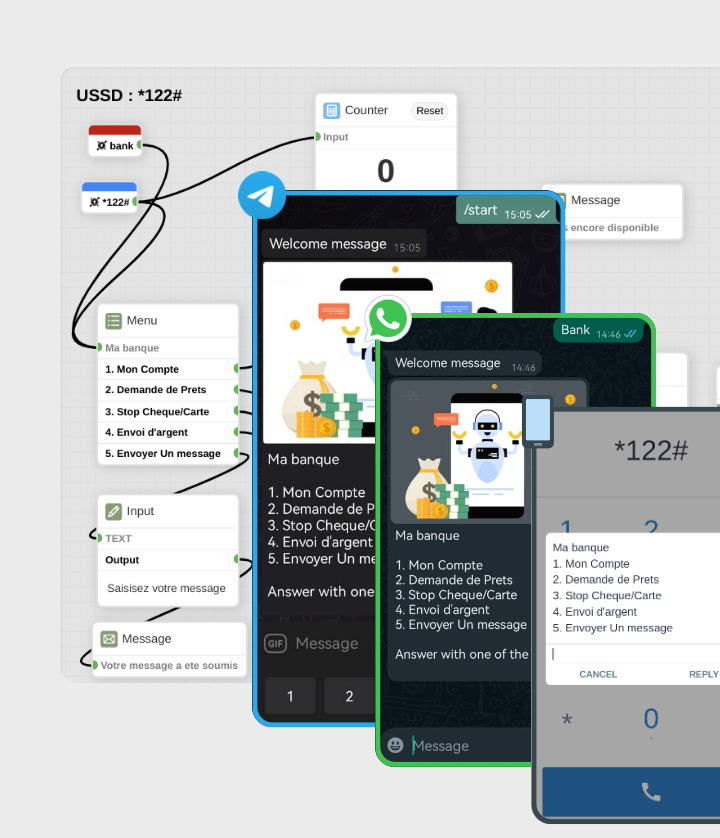 USSD : *122#
bank
*122#
Counter
Reset
Input
0
Message
encore disponible
Menu
Ma banque
1. Mon Compte
2. Demande de Prets
3. Stop Cheque/Carte
4. Envoi d'argent
5. Envoyer Un message
Input
TEXT
Output
Saisisez votre message
Message
Votre message a ete soumis
/start 15:05
Welcome message 15:05
$
Ma banque
1. Mon Compte
2. Demande de P
3. Stop Cheque/C
4. Envoi d'argent
5. Envoyer Un me
Answer with one
GIF Message
1 2
Bank 14:46
Welcome message 14:46
$
Ma banque
1. Mon Compte
2. Demande de Prets
3. Stop Cheque/Carte
4. Envoi d'argent
5. Envoyer Un message
Answer with one of the
Message
*122#
1 2
Ma banque
1. Mon Compte
2. Demande de Prets
3. Stop Cheque/Carte
4. Envoi d'argent
5. Envoyer Un message
CANCEL REPLY
* 0
+